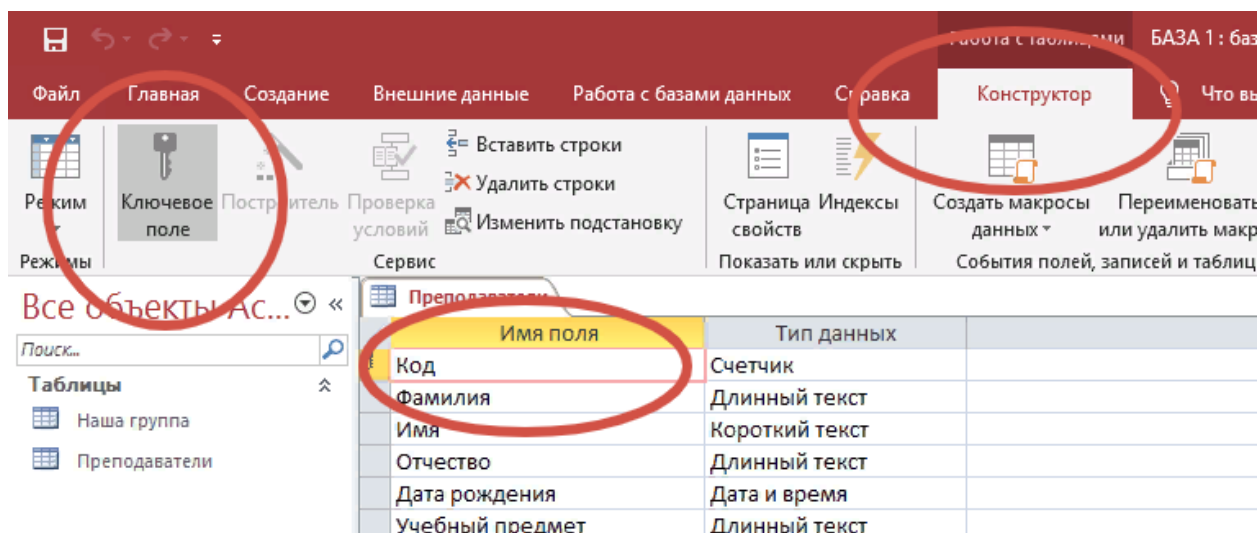 Работа с таблицами БАЗА 1 : баз
Файл Главная Создание Внешние данные Работа с базами данных Справка Конструктор Что вы
Режим
Ключевое поле
Построитель
Проверка условий
Вставить строки
Удалить строки
Изменить подстановку
Страница свойств
Индексы
Создать макросы данных
Переименовать или удалить макр
Режимы Сервис Показать или скрыть События полей, записей и таблиц
Все объекты Ac... «
Поиск...
Таблицы
Наша группа
Преподаватели
Преподаватели
Имя поля Тип данных
Код Счетчик
Фамилия Длинный текст
Имя Короткий текст
Отчество Длинный текст
Дата рождения Дата и время
Учебный предмет Длинный текст